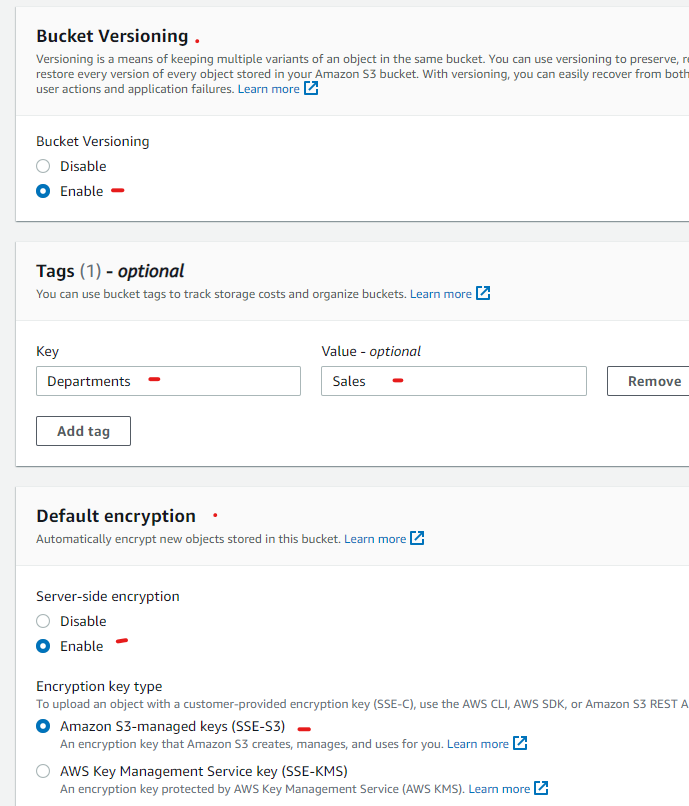 Bucket Versioning
Versioning is a means of keeping multiple variants of an object in the same bucket. You can use versioning to preserve,
restore every version of every object stored in your Amazon S3 bucket. With versioning, you can easily recover from both
user actions and application failures. Learn more
Bucket Versioning
Disable
Enable
Tags (1) - optional
You can use bucket tags to track storage costs and organize buckets. Learn more
Key
Value - optional
Departments
Sales
Remove
Add tag
Default encryption
Automatically encrypt new objects stored in this bucket. Learn more
Server-side encryption
Disable
Enable
Encryption key type
To upload an object with a customer-provided encryption key (SSE-C), use the AWS CLI, AWS SDK, or Amazon S3 REST A
Amazon S3-managed keys (SSE-S3)
An encryption key that Amazon S3 creates, manages, and uses for you. Learn more
AWS Key Management Service key (SSE-KMS)
An encryption key protected by AWS Key Management Service (AWS KMS). Learn more